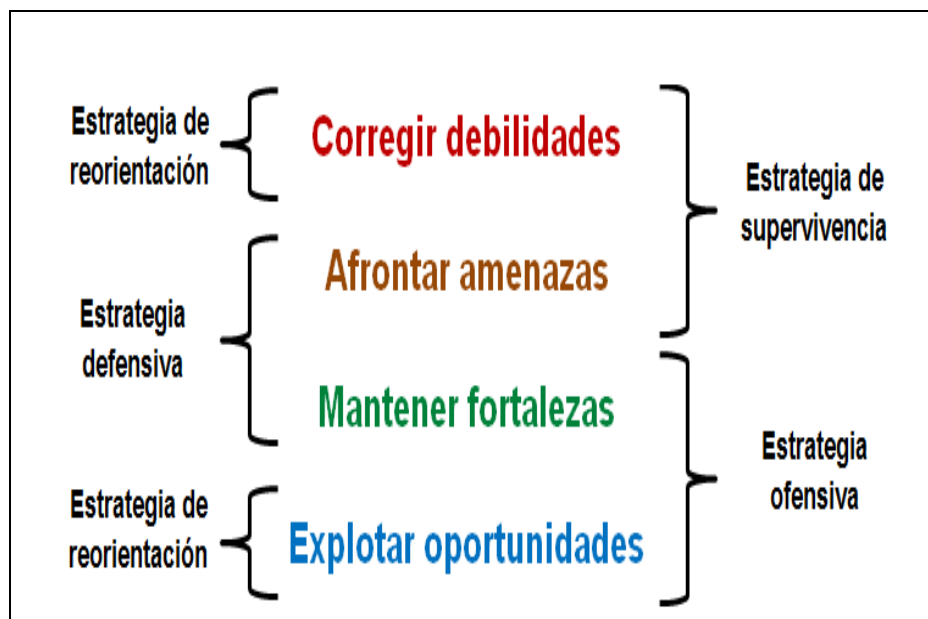 Estrategia de
reorientación
Corregir debilidades
Estrategia de
supervivencia
Afrontar amenazas
Estrategia
defensiva
Mantener fortalezas
Estrategia
ofensiva
Estrategia de
reorientación
Explotar oportunidades